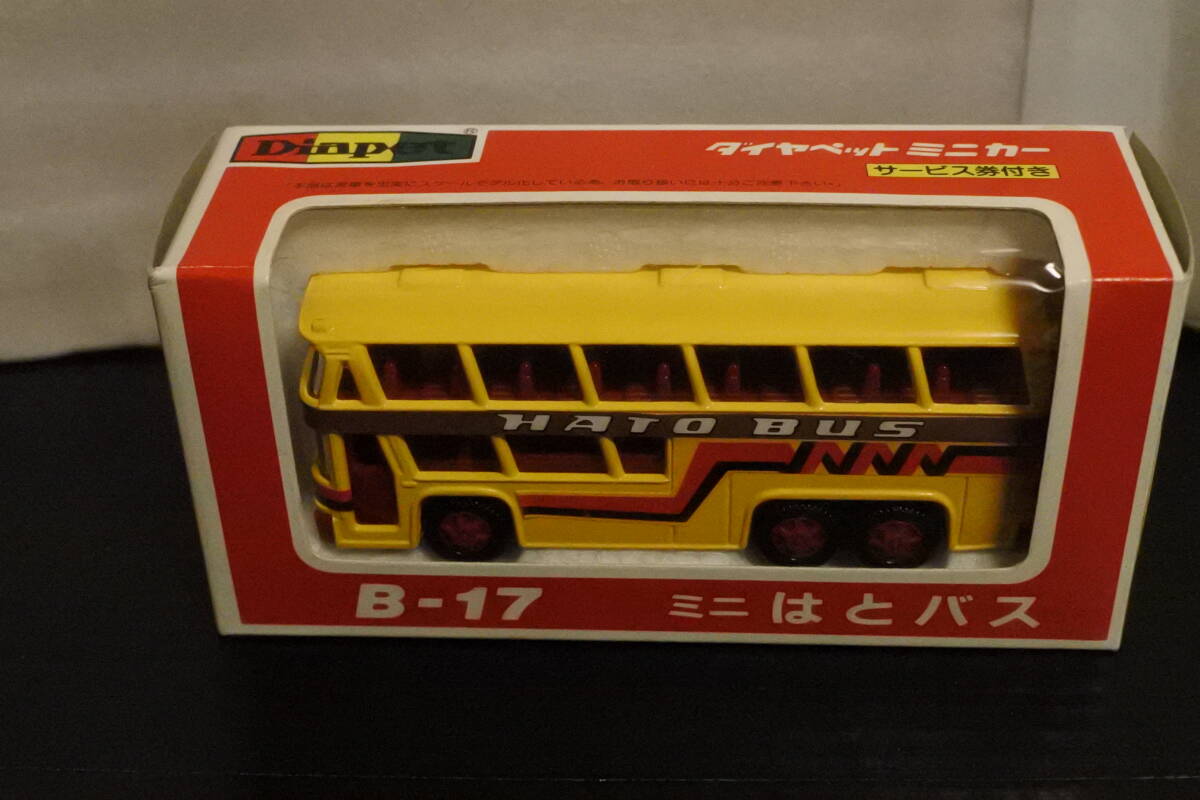 Diapet®
ダイヤペット ミニカー
サービス券付き
HATO BUS
B-17
ミニ はとバス